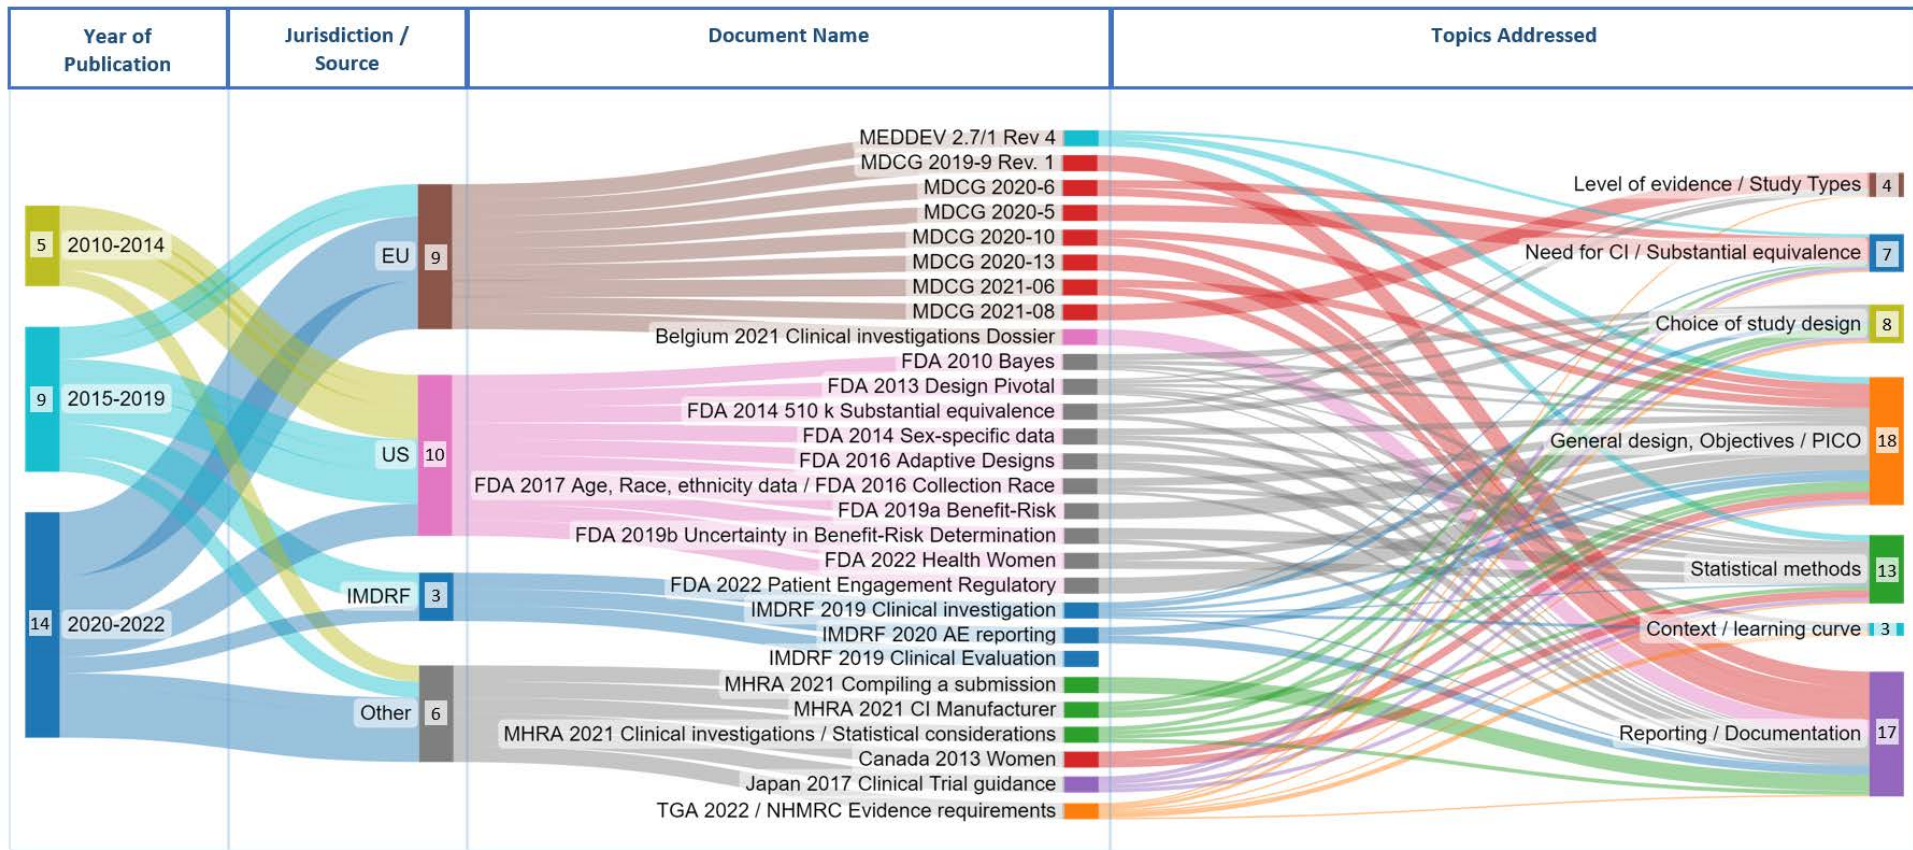 Year of
Publication
Jurisdiction /
Source
Document Name
Topics Addressed
5
2010-2014
9
2015-2019
14
2020-2022
EU
9
US
10
IMDRF
3
Other
6
MEDDEV 2.7/1 Rev 4
MDCG 2019-9 Rev. 1
MDCG 2020-6
MDCG 2020-5
MDCG 2020-10
MDCG 2020-13
MDCG 2021-06
MDCG 2021-08
Belgium 2021 Clinical investigations Dossier
FDA 2010 Bayes
FDA 2013 Design Pivotal
FDA 2014 510 k Substantial equivalence
FDA 2014 Sex-specific data
FDA 2016 Adaptive Designs
FDA 2017 Age, Race, ethnicity data / FDA 2016 Collection Race
FDA 2019a Benefit-Risk
FDA 2019b Uncertainty in Benefit-Risk Determination
FDA 2022 Health Women
FDA 2022 Patient Engagement Regulatory
IMDRF 2019 Clinical investigation
IMDRF 2020 AE reporting
IMDRF 2019 Clinical Evaluation
MHRA 2021 Compiling a submission
MHRA 2021 CI Manufacturer
MHRA 2021 Clinical investigations / Statistical considerations
Canada 2013 Women
Japan 2017 Clinical Trial guidance
TGA 2022 / NHMRC Evidence requirements
Level of evidence / Study Types
4
Need for CI / Substantial equivalence
7
Choice of study design
8
General design, Objectives / PICO
18
Statistical methods
13
Context / learning curve
3
Reporting / Documentation
17